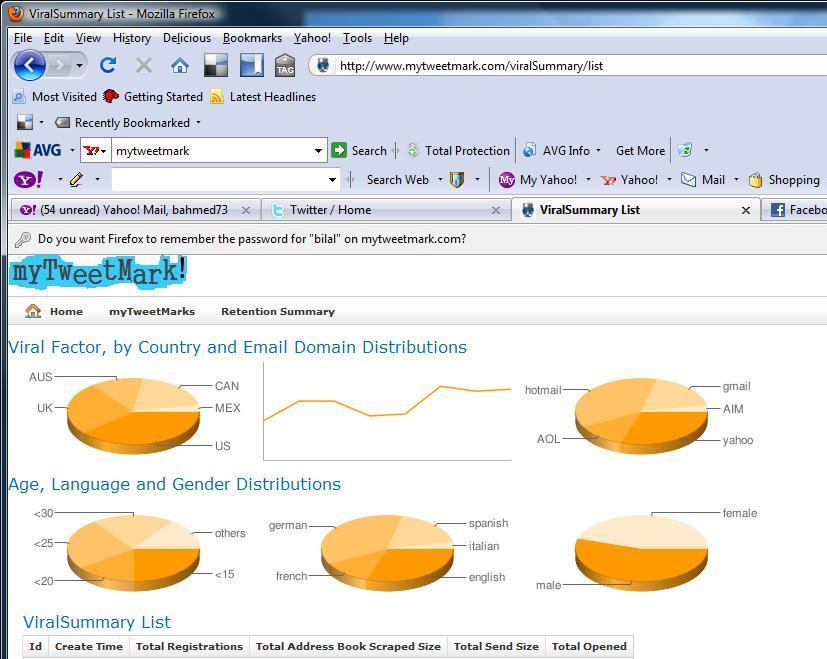 ViralSummary List - Mozilla Firefox
File Edit View History Delicious Bookmarks Yahoo! Tools Help
TAG http://www.mytweetmark.com/viralSummary/list
Most Visited Getting Started Latest Headlines
Recently Bookmarked
AVG mytweetmark Search Total Protection AVG Info Get More
Y! Search Web My Yahoo! Yahoo! Mail Shopping
Y! (54 unread) Yahoo! Mail, bahmed73 Twitter / Home ViralSummary List Facebo
Do you want Firefox to remember the password for "bilal" on mytweetmark.com?
myTweetMark!
Home myTweetMarks Retention Summary
Viral Factor, by Country and Email Domain Distributions
AUS CAN hotmail gmail
UK MEX AIM
US AOL yahoo
Age, Language and Gender Distributions
<30 others german spanish female
<25 italian
<20 <15 french english male
ViralSummary List
Id Create Time Total Registrations Total Address Book Scraped Size Total Send Size Total Opened